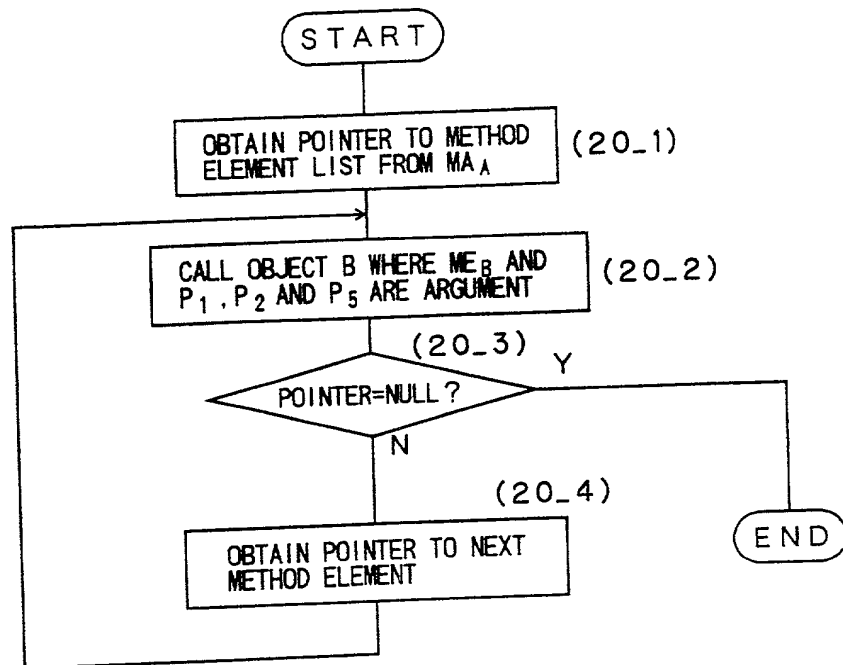 START
OBTAIN POINTER TO METHOD
ELEMENT LIST FROM MA_A
(20_1)
CALL OBJECT B WHERE ME_B AND
P_1, P_2 AND P_5 ARE ARGUMENT
(20_2)
(20_3)
POINTER=NULL?
Y
N
(20_4)
OBTAIN POINTER TO NEXT
METHOD ELEMENT
END